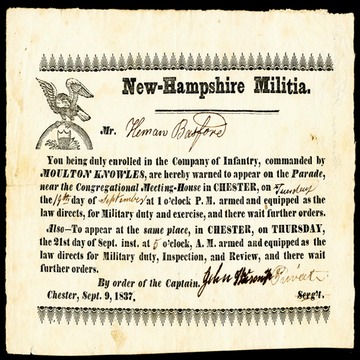 New-Hampshire Militia.
Mr. Heman Basford
You being duly enrolled in the Company of Infantry, commanded by
MOULTON KNOWLES, are hereby warned to appear on the Parade,
near the Congregational Meeting-House in CHESTER, on Tuesday
the 19th day of September at 1 o'clock P. M. armed and equipped as the
law directs, for Military duty and exercise, and there wait further orders.
Also—To appear at the same place, in CHESTER, on THURSDAY,
the 21st day of Sept. inst. at 5 o'clock, A. M. armed and equipped as the
law directs for Military duty, Inspection, and Review, and there wait
further orders.
By order of the Captain.
John Private
Chester, Sept. 9, 1837. Serg't.